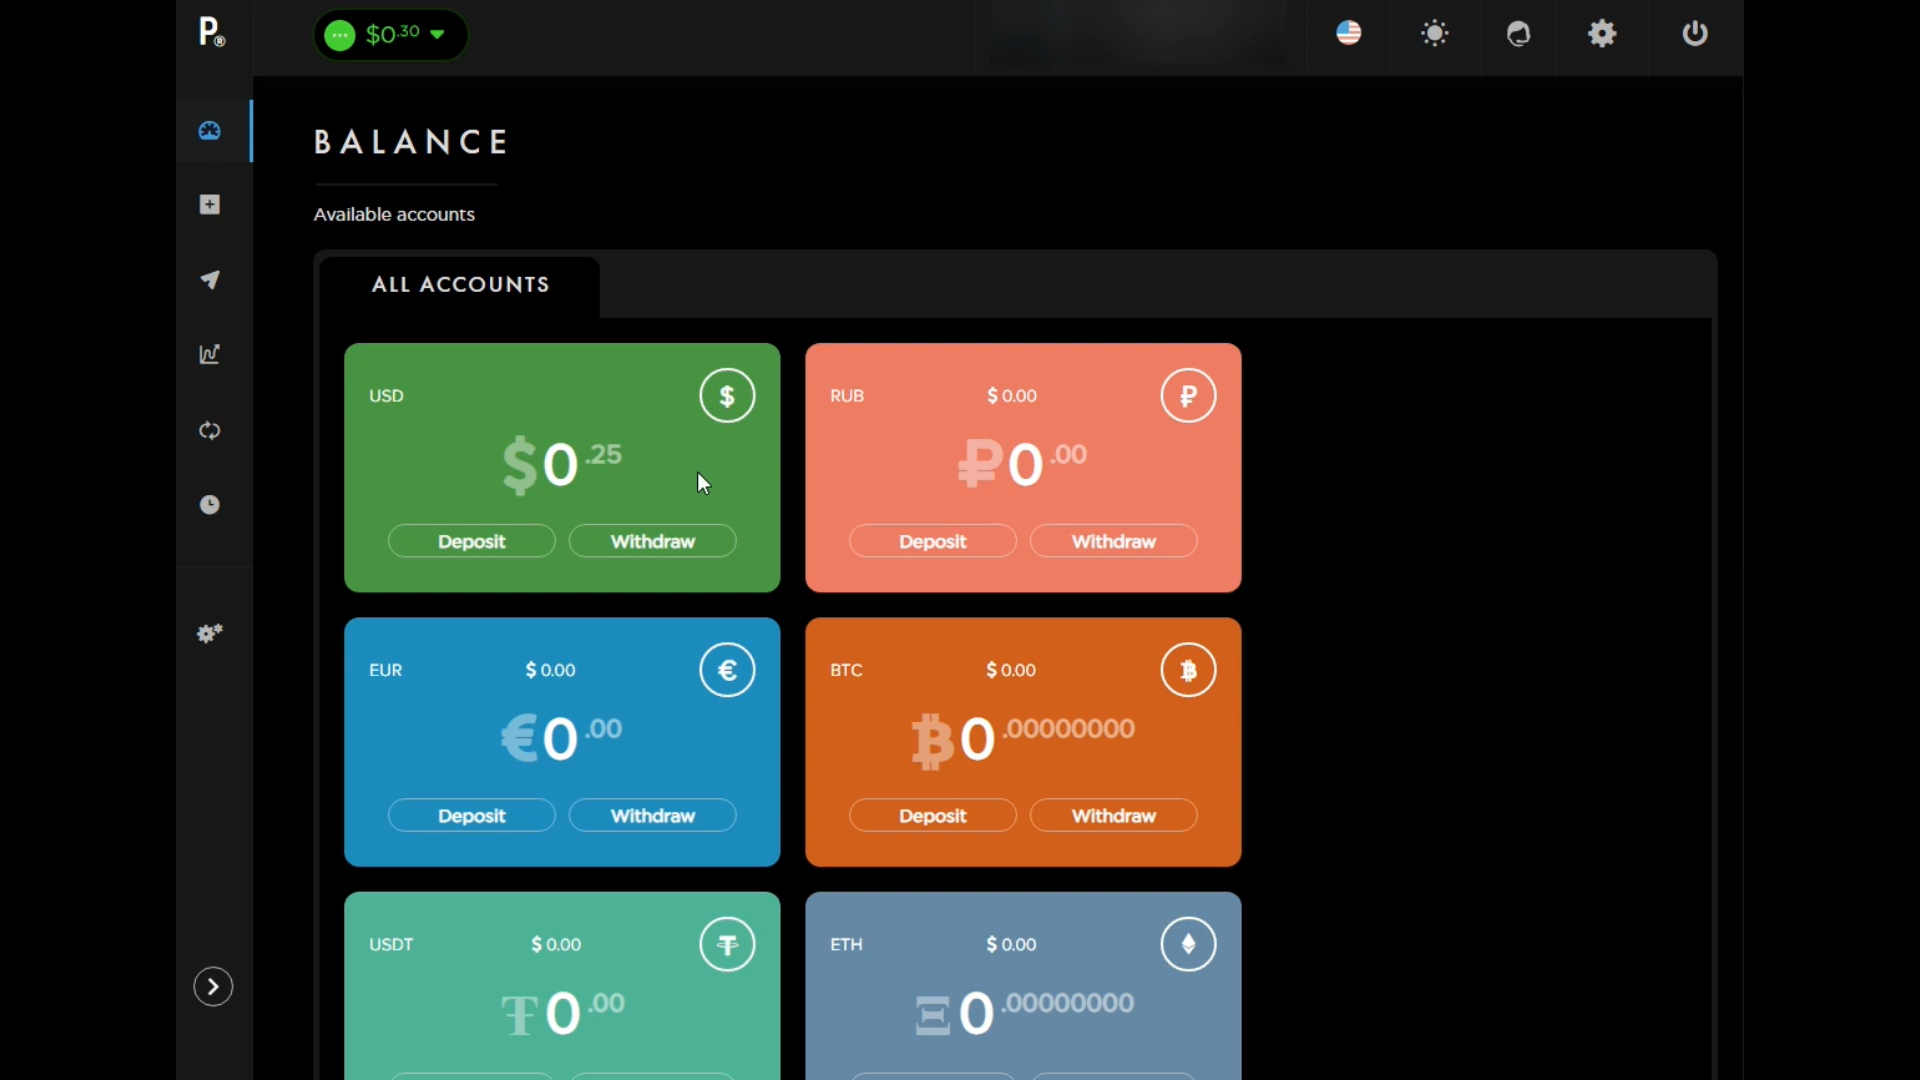 P®
$0.30
BALANCE
Available accounts
ALL ACCOUNTS
USD
$
$0.25
Deposit
Withdraw
RUB
$ 0.00
₽
₽0.00
Deposit
Withdraw
EUR
$ 0.00
€
€0.00
Deposit
Withdraw
BTC
$ 0.00
₿
₿0.00000000
Deposit
Withdraw
USDT
$ 0.00
₮
₮0.00
ETH
$ 0.00
Ξ0.00000000